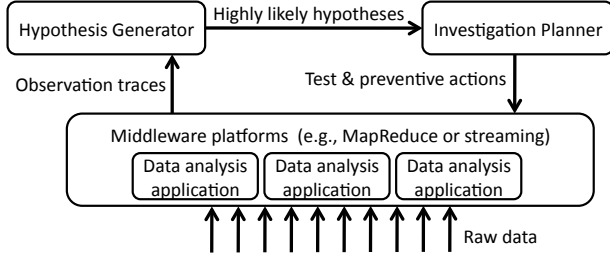 Hypothesis Generator
Highly likely hypotheses
Investigation Planner
Observation traces
Test & preventive actions
Middleware platforms (e.g., MapReduce or streaming)
Data analysis
application
Data analysis
application
Data analysis
application
Raw data